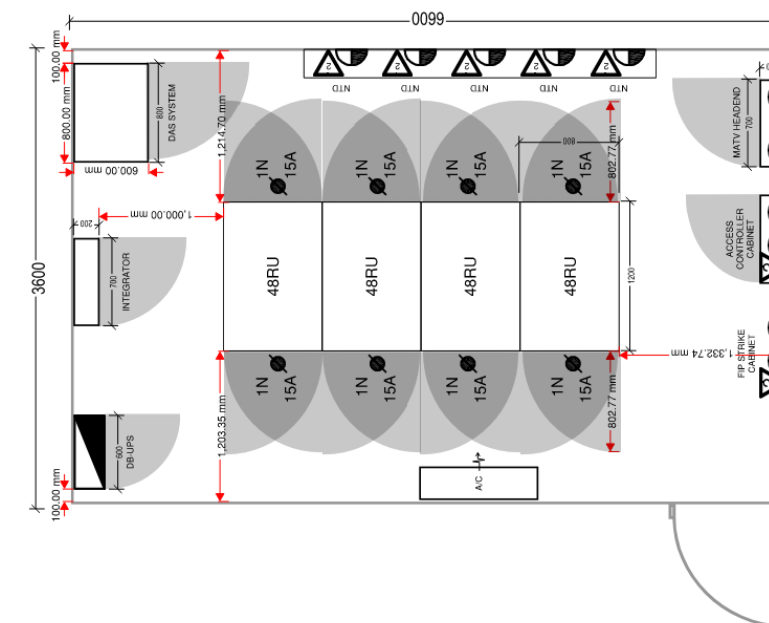 6600
3600
100.00 mm
800.00 mm
800
DAS SYSTEM
600.00 mm
1,214.70 mm
2
2
2
2
2
NTD
NTD
NTD
NTD
NTD
1N
15A
1N
15A
1N
15A
1N
15A
800
802.77 mm
700
MATV HEADEND
1,000.00 mm
200
700
INTEGRATOR
48RU
48RU
48RU
48RU
1200
ACCESS
CONTROLLER
CABINET
1,332.74 mm
FIP STRIKE
CABINET
1N
15A
1N
15A
1N
15A
1N
15A
802.77 mm
1,203.35 mm
600
DB-UPS
100.00 mm
A/C